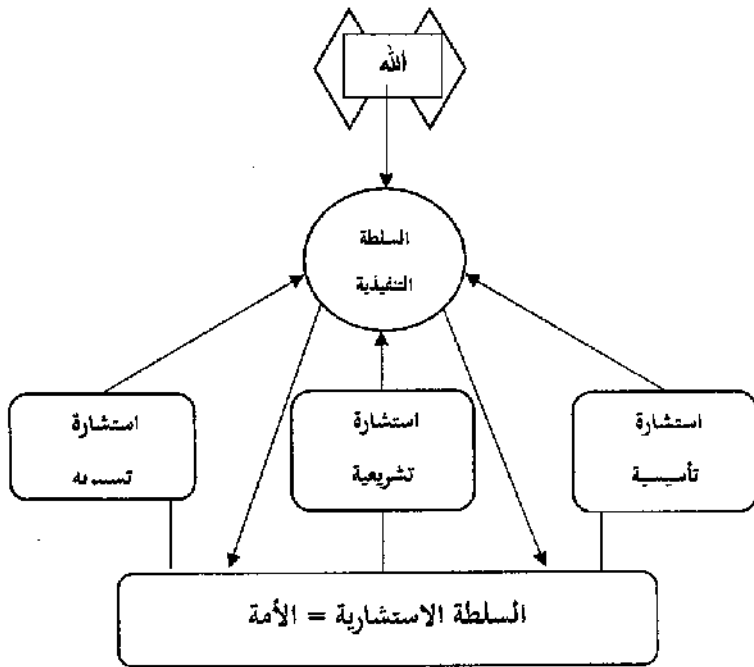 الله
السلطة
التنفيذية
استشارة
تأسيسية
استشارة
تشريعية
استشارة
السلطة الاستشارية = الأمة